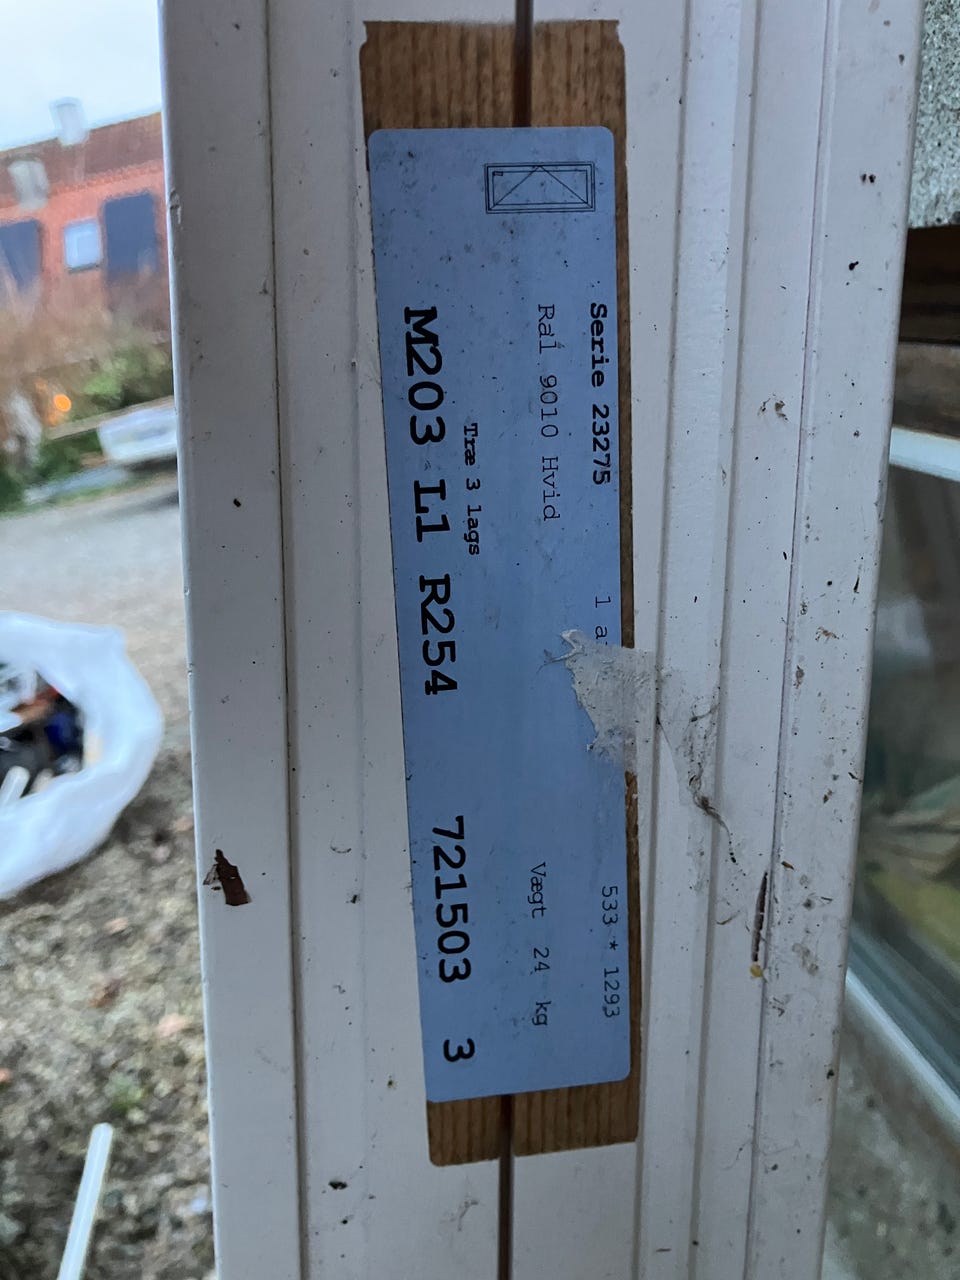 Serie 23275 1 a 533 * 1293
Ral 9010 Hvid Vægt 24 kg
Træ 3 lags
M203 L1 R254 721503 3